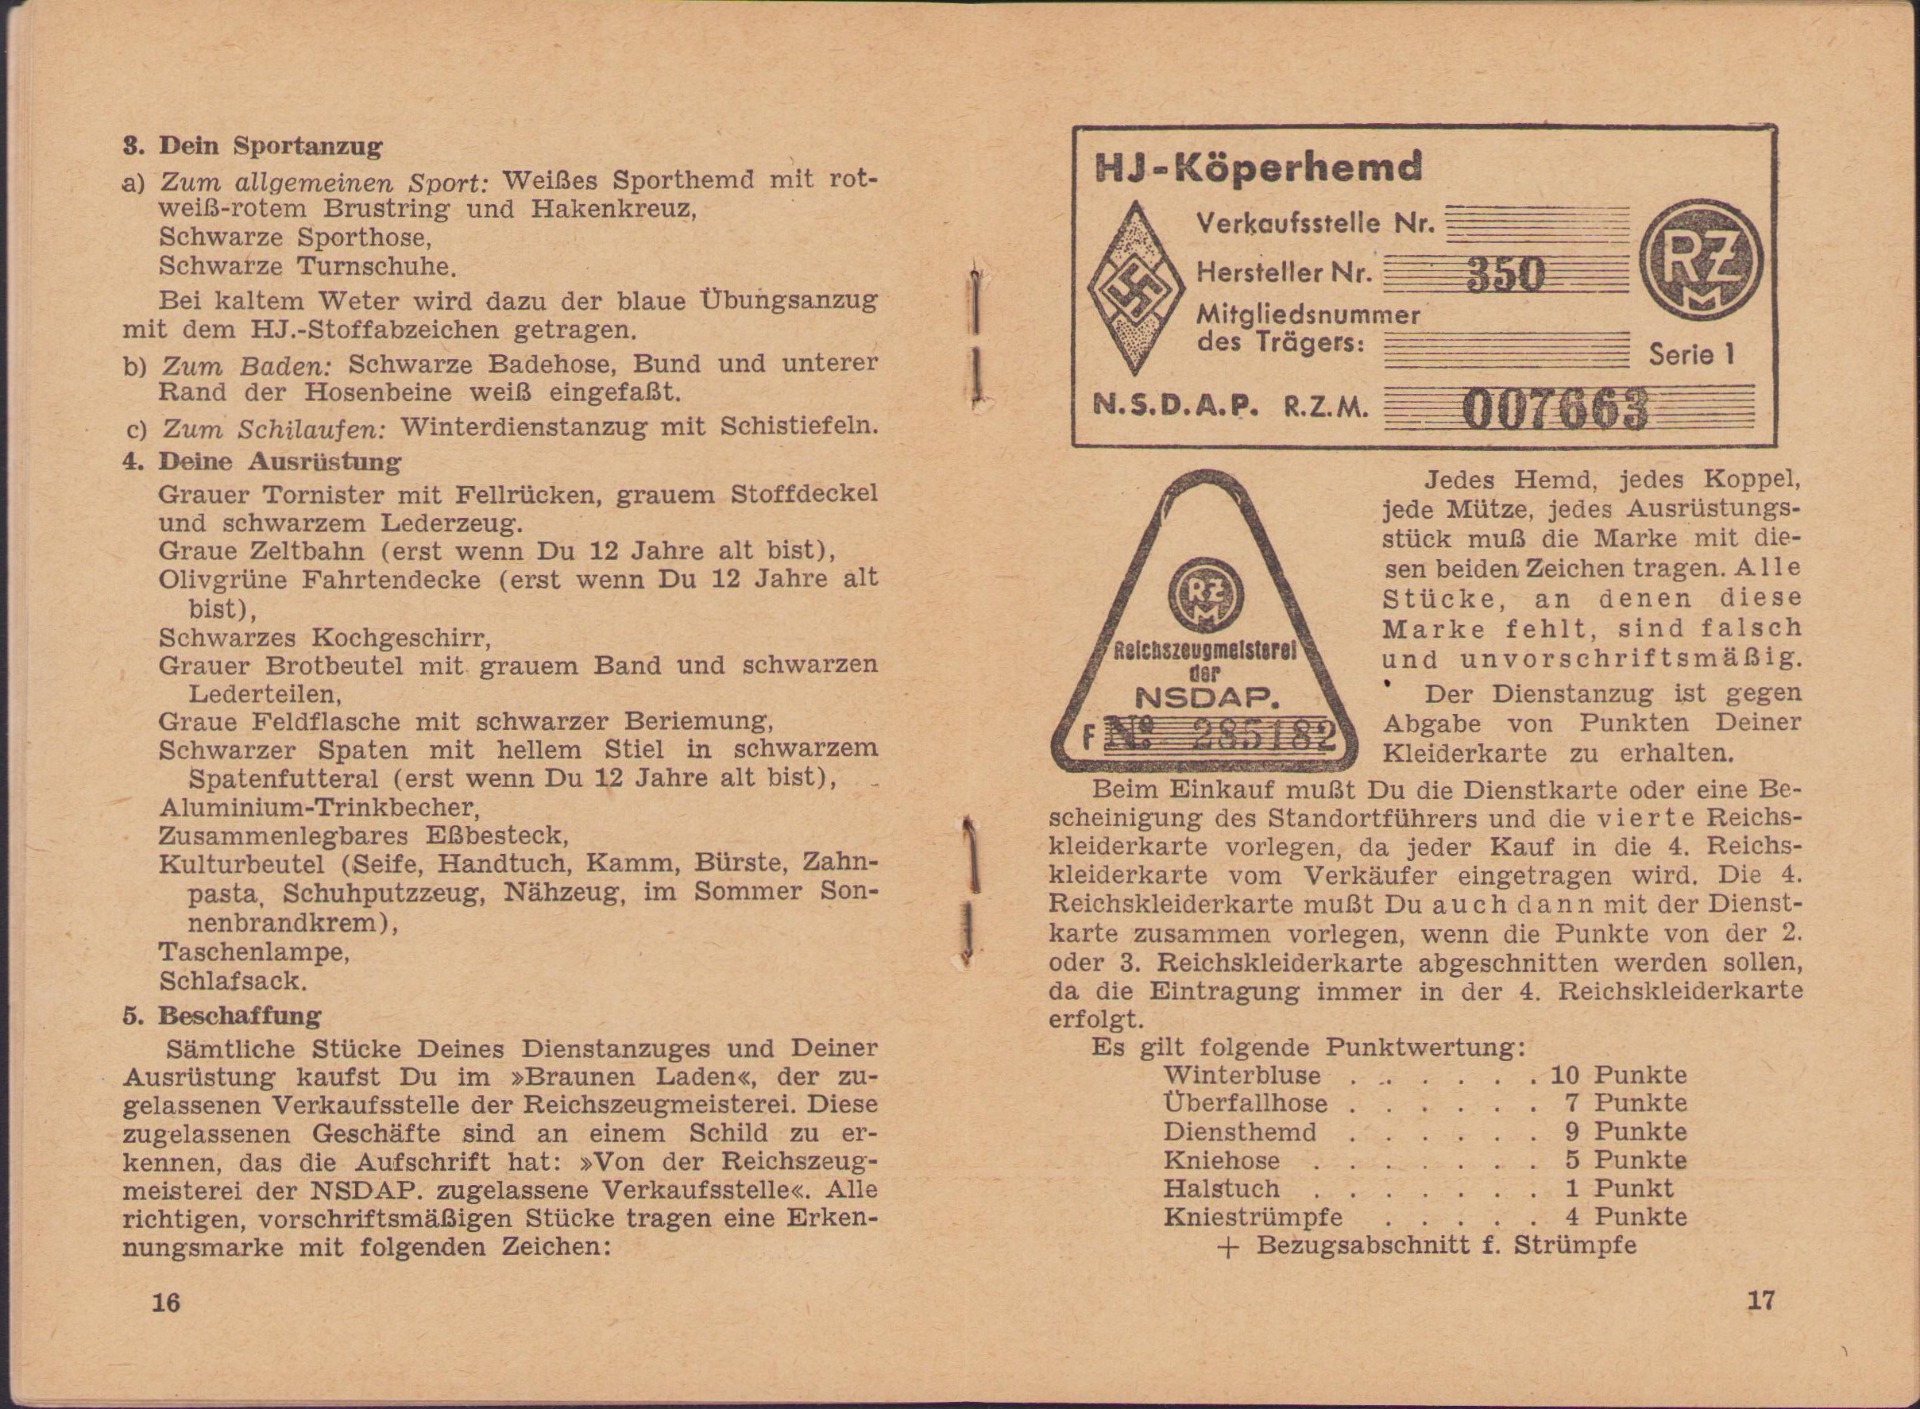 3. Dein Sportanzug
a) Zum allgemeinen Sport: Weißes Sporthemd mit rot-
weiß-rotem Brustring und Hakenkreuz,
Schwarze Sporthose,
Schwarze Turnschuhe.
Bei kaltem Weter wird dazu der blaue Übungsanzug
mit dem HJ.-Stoffabzeichen getragen.
b) Zum Baden: Schwarze Badehose, Bund und unterer
Rand der Hosenbeine weiß eingefaßt.
c) Zum Schilaufen: Winterdienstanzug mit Schistiefeln.
4. Deine Ausrüstung
Grauer Tornister mit Fellrücken, grauem Stoffdeckel
und schwarzem Lederzeug.
Graue Zeltbahn (erst wenn Du 12 Jahre alt bist),
Olivgrüne Fahrtendecke (erst wenn Du 12 Jahre alt
bist),
Schwarzes Kochgeschirr,
Grauer Brotbeutel mit grauem Band und schwarzen
Lederteilen,
Graue Feldflasche mit schwarzer Beriemung,
Schwarzer Spaten mit hellem Stiel in schwarzem
Spatenfutteral (erst wenn Du 12 Jahre alt bist),
Aluminium-Trinkbecher,
Zusammenlegbares Eßbesteck,
Kulturbeutel (Seife, Handtuch, Kamm, Bürste, Zahn-
pasta, Schuhputzzeug, Nähzeug, im Sommer Son-
nenbrandkrem),
Taschenlampe,
Schlafsack.
5. Beschaffung
Sämtliche Stücke Deines Dienstanzuges und Deiner
Ausrüstung kaufst Du im »Braunen Laden«, der zu-
gelassenen Verkaufsstelle der Reichszeugmeisterei. Diese
zugelassenen Geschäfte sind an einem Schild zu er-
kennen, das die Aufschrift hat: »Von der Reichszeug-
meisterei der NSDAP. zugelassene Verkaufsstelle«. Alle
richtigen, vorschriftsmäßigen Stücke tragen eine Erken-
nungsmarke mit folgenden Zeichen:
16
HJ-Köperhemd
Verkaufsstelle Nr.
Hersteller Nr. 350
RZM
Mitgliedsnummer
des Trägers:
Serie 1
N.S.D.A.P. R.Z.M. 007663
RZM
Reichszeugmeisterei
der
NSDAP.
F No. 285182
Jedes Hemd, jedes Koppel,
jede Mütze, jedes Ausrüstungs-
stück muß die Marke mit die-
sen beiden Zeichen tragen. Alle
Stücke, an denen diese
Marke fehlt, sind falsch
und unvorschriftsmäßig.
Der Dienstanzug ist gegen
Abgabe von Punkten Deiner
Kleiderkarte zu erhalten.
Beim Einkauf mußt Du die Dienstkarte oder eine Be-
scheinigung des Standortführers und die vierte Reichs-
kleiderkarte vorlegen, da jeder Kauf in die 4. Reichs-
kleiderkarte vom Verkäufer eingetragen wird. Die 4.
Reichskleiderkarte mußt Du auch dann mit der Dienst-
karte zusammen vorlegen, wenn die Punkte von der 2.
oder 3. Reichskleiderkarte abgeschnitten werden sollen,
da die Eintragung immer in der 4. Reichskleiderkarte
erfolgt.
Es gilt folgende Punktwertung:
Winterbluse . . . . . . . 10 Punkte
Überfallhose . . . . . . 7 Punkte
Diensthemd . . . . . . 9 Punkte
Kniehose . . . . . . . 5 Punkte
Halstuch . . . . . . . 1 Punkt
Kniestrümpfe . . . . . 4 Punkte
+ Bezugsabschnitt f. Strümpfe
17